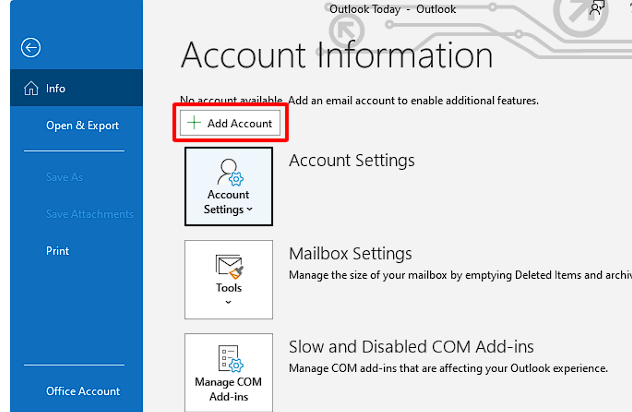 Outlook Today - Outlook
Account Information
Info
No account available. Add an email account to enable additional features.
Add Account
Open & Export
Account Settings
Account
Settings
Save As
Save Attachments
Print
Mailbox Settings
Manage the size of your mailbox by emptying Deleted Items and archiv
Tools
Slow and Disabled COM Add-ins
Manage COM add-ins that are affecting your Outlook experience.
Manage COM
Add-ins
Office Account